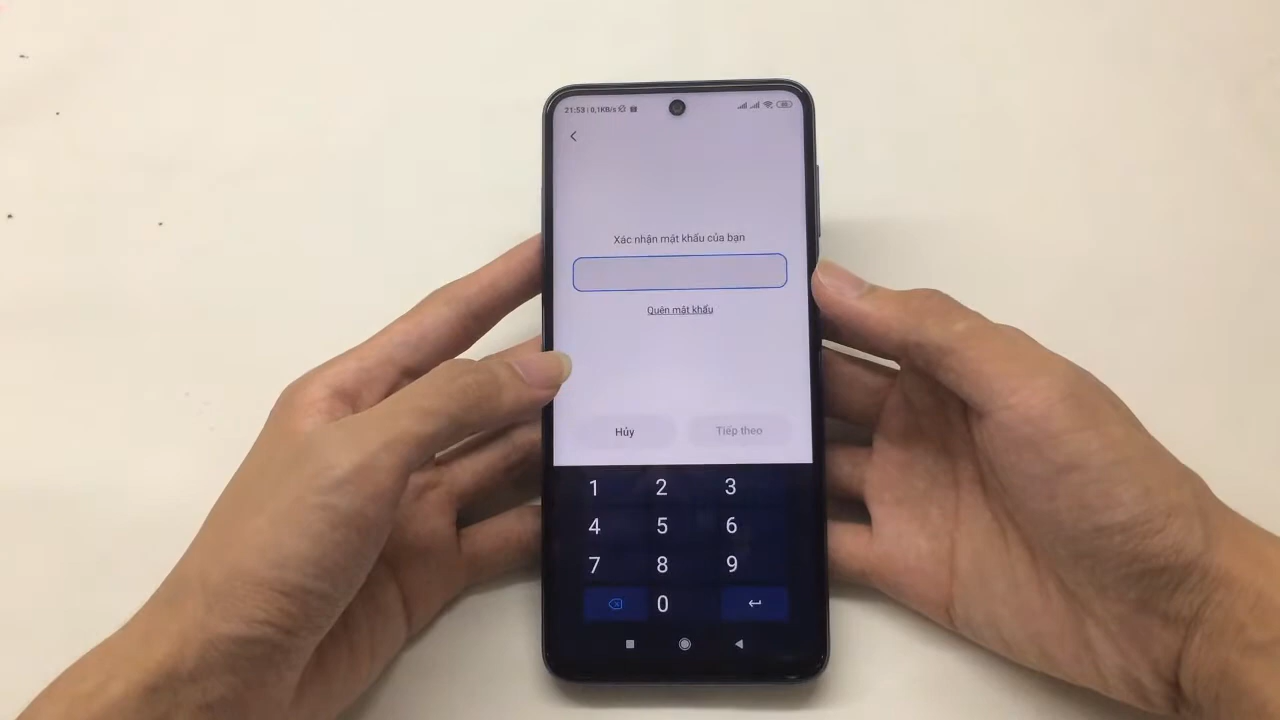 21:53 | 0,1KB/s
Xác nhận mật khẩu của bạn
Quên mật khẩu
Hủy
Tiếp theo
1 2 3
4 5 6
7 8 9
0